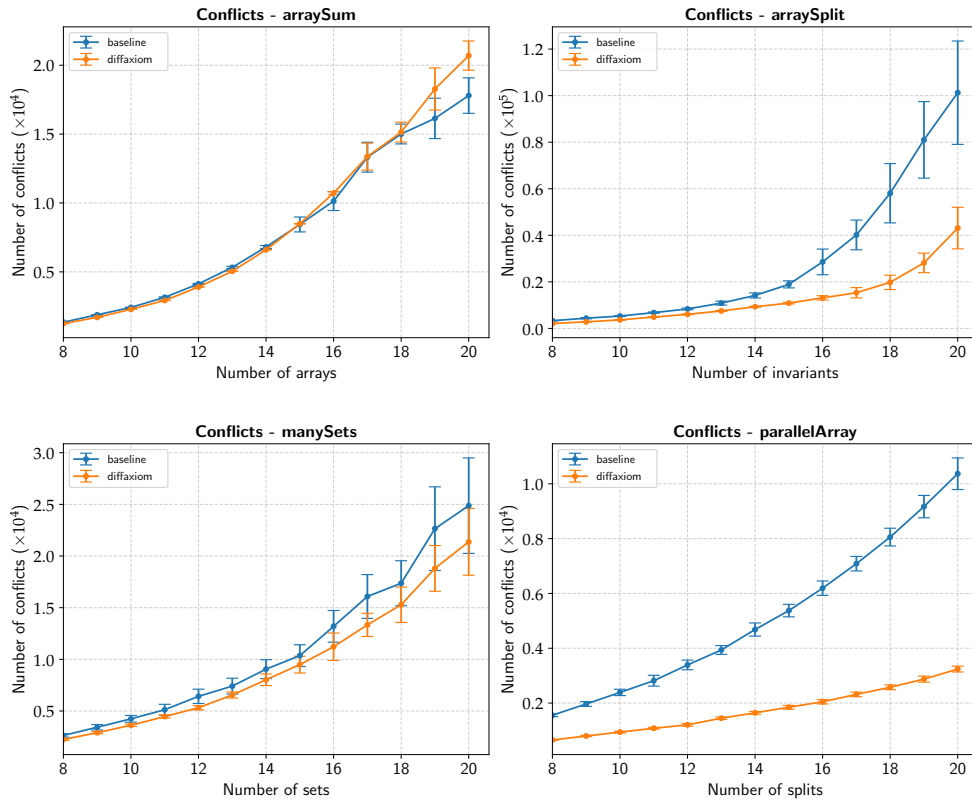 Conflicts - arraySum
baseline
diffaxiom
Number of conflicts (×10⁴)
2.0
1.5
1.0
0.5
8 10 12 14 16 18 20
Number of arrays
Conflicts - arraySplit
baseline
diffaxiom
Number of conflicts (×10⁵)
1.2
1.0
0.8
0.6
0.4
0.2
0.0
8 10 12 14 16 18 20
Number of invariants
Conflicts - manySets
baseline
diffaxiom
Number of conflicts (×10⁴)
3.0
2.5
2.0
1.5
1.0
0.5
8 10 12 14 16 18 20
Number of sets
Conflicts - parallelArray
baseline
diffaxiom
Number of conflicts (×10⁴)
1.0
0.8
0.6
0.4
0.2
8 10 12 14 16 18 20
Number of splits